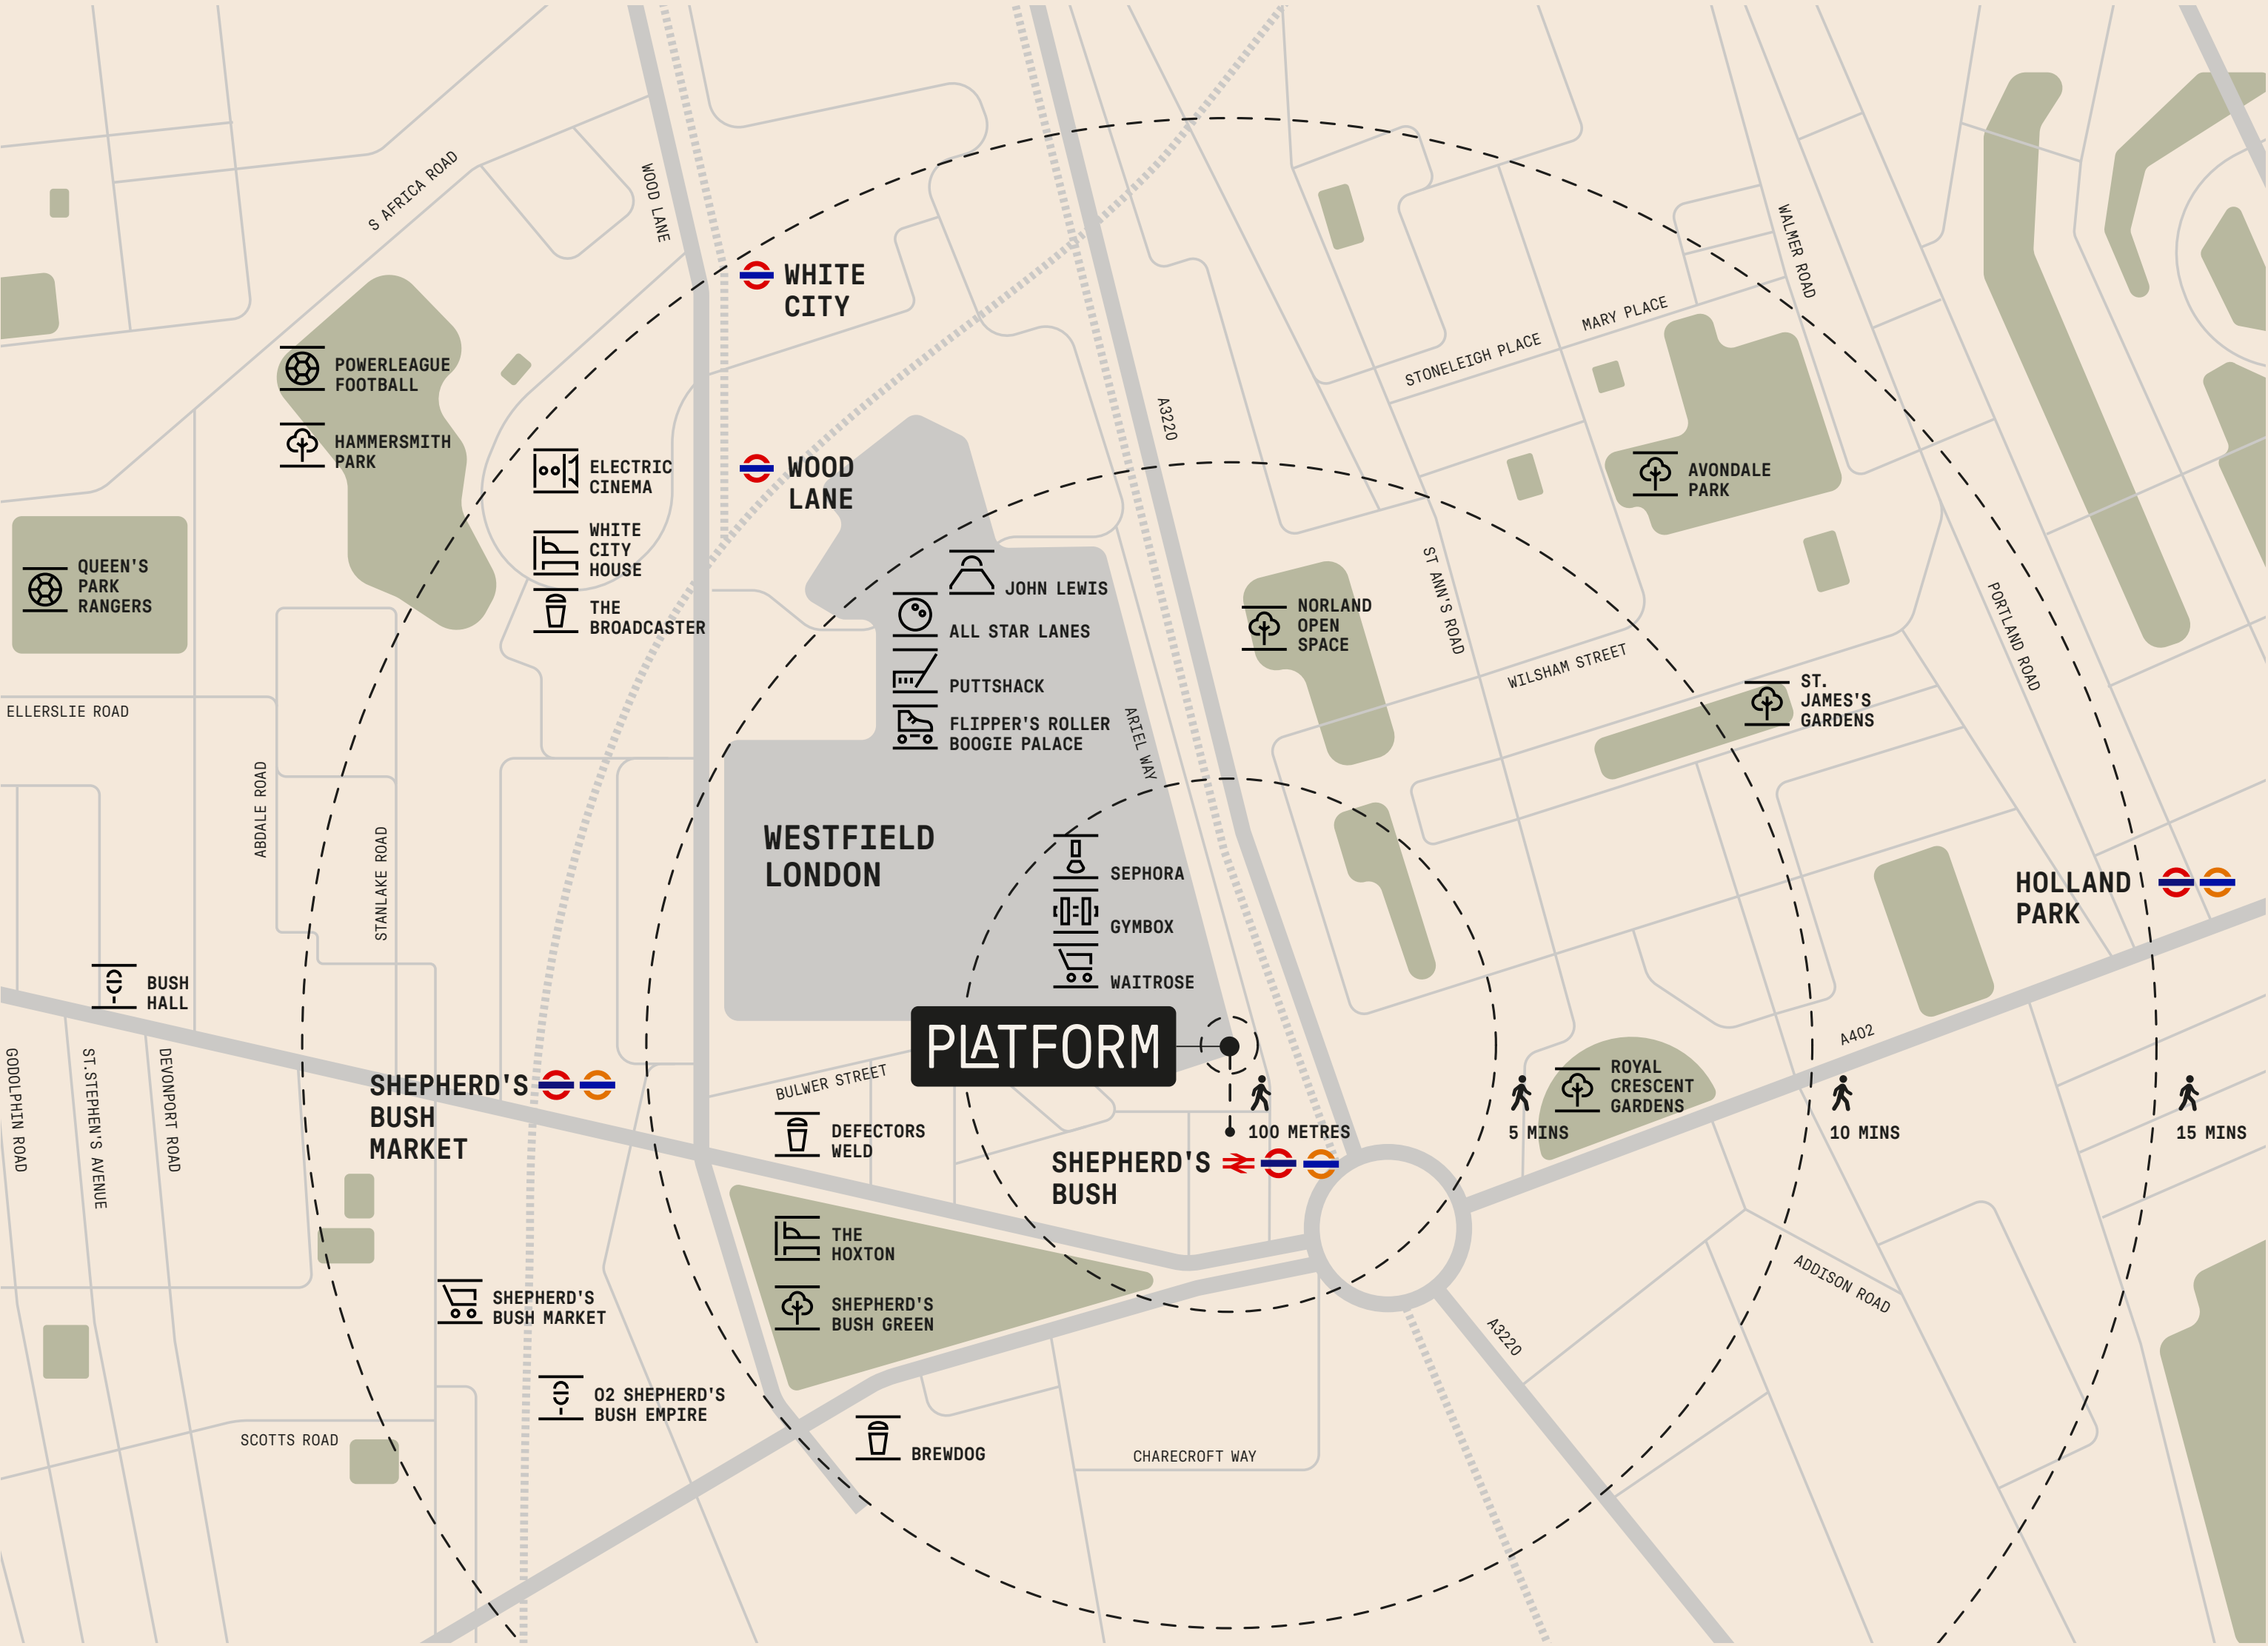 S AFRICA ROAD
WOOD LANE
WALMER ROAD
WHITE
CITY
MARY PLACE
STONELEIGH PLACE
POWERLEAGUE
FOOTBALL
A3220
HAMMERSMITH
PARK
ELECTRIC
CINEMA
WOOD
LANE
AVONDALE
PARK
WHITE
CITY
HOUSE
QUEEN'S
PARK
RANGERS
THE
BROADCASTER
JOHN LEWIS
ALL STAR LANES
PUTTSHACK
FLIPPER'S ROLLER
BOOGIE PALACE
NORLAND
OPEN
SPACE
ST ANN'S ROAD
WILSHAM STREET
PORTLAND ROAD
ST.
JAMES'S
GARDENS
ELLERSLIE ROAD
ARIEL WAY
ABDALE ROAD
STANLAKE ROAD
WESTFIELD
LONDON
SEPHORA
GYMBOX
WAITROSE
HOLLAND
PARK
BUSH
HALL
PLATFORM
A402
GODOLPHIN ROAD
ST.STEPHEN'S AVENUE
DEVONPORT ROAD
SHEPHERD'S
BUSH
MARKET
BULWER STREET
DEFECTORS
WELD
100 METRES
5 MINS
ROYAL
CRESCENT
GARDENS
10 MINS
15 MINS
SHEPHERD'S
BUSH
THE
HOXTON
SHEPHERD'S
BUSH GREEN
SHEPHERD'S
BUSH MARKET
ADDISON ROAD
A3220
O2 SHEPHERD'S
BUSH EMPIRE
SCOTTS ROAD
BREWDOG
CHARECROFT WAY